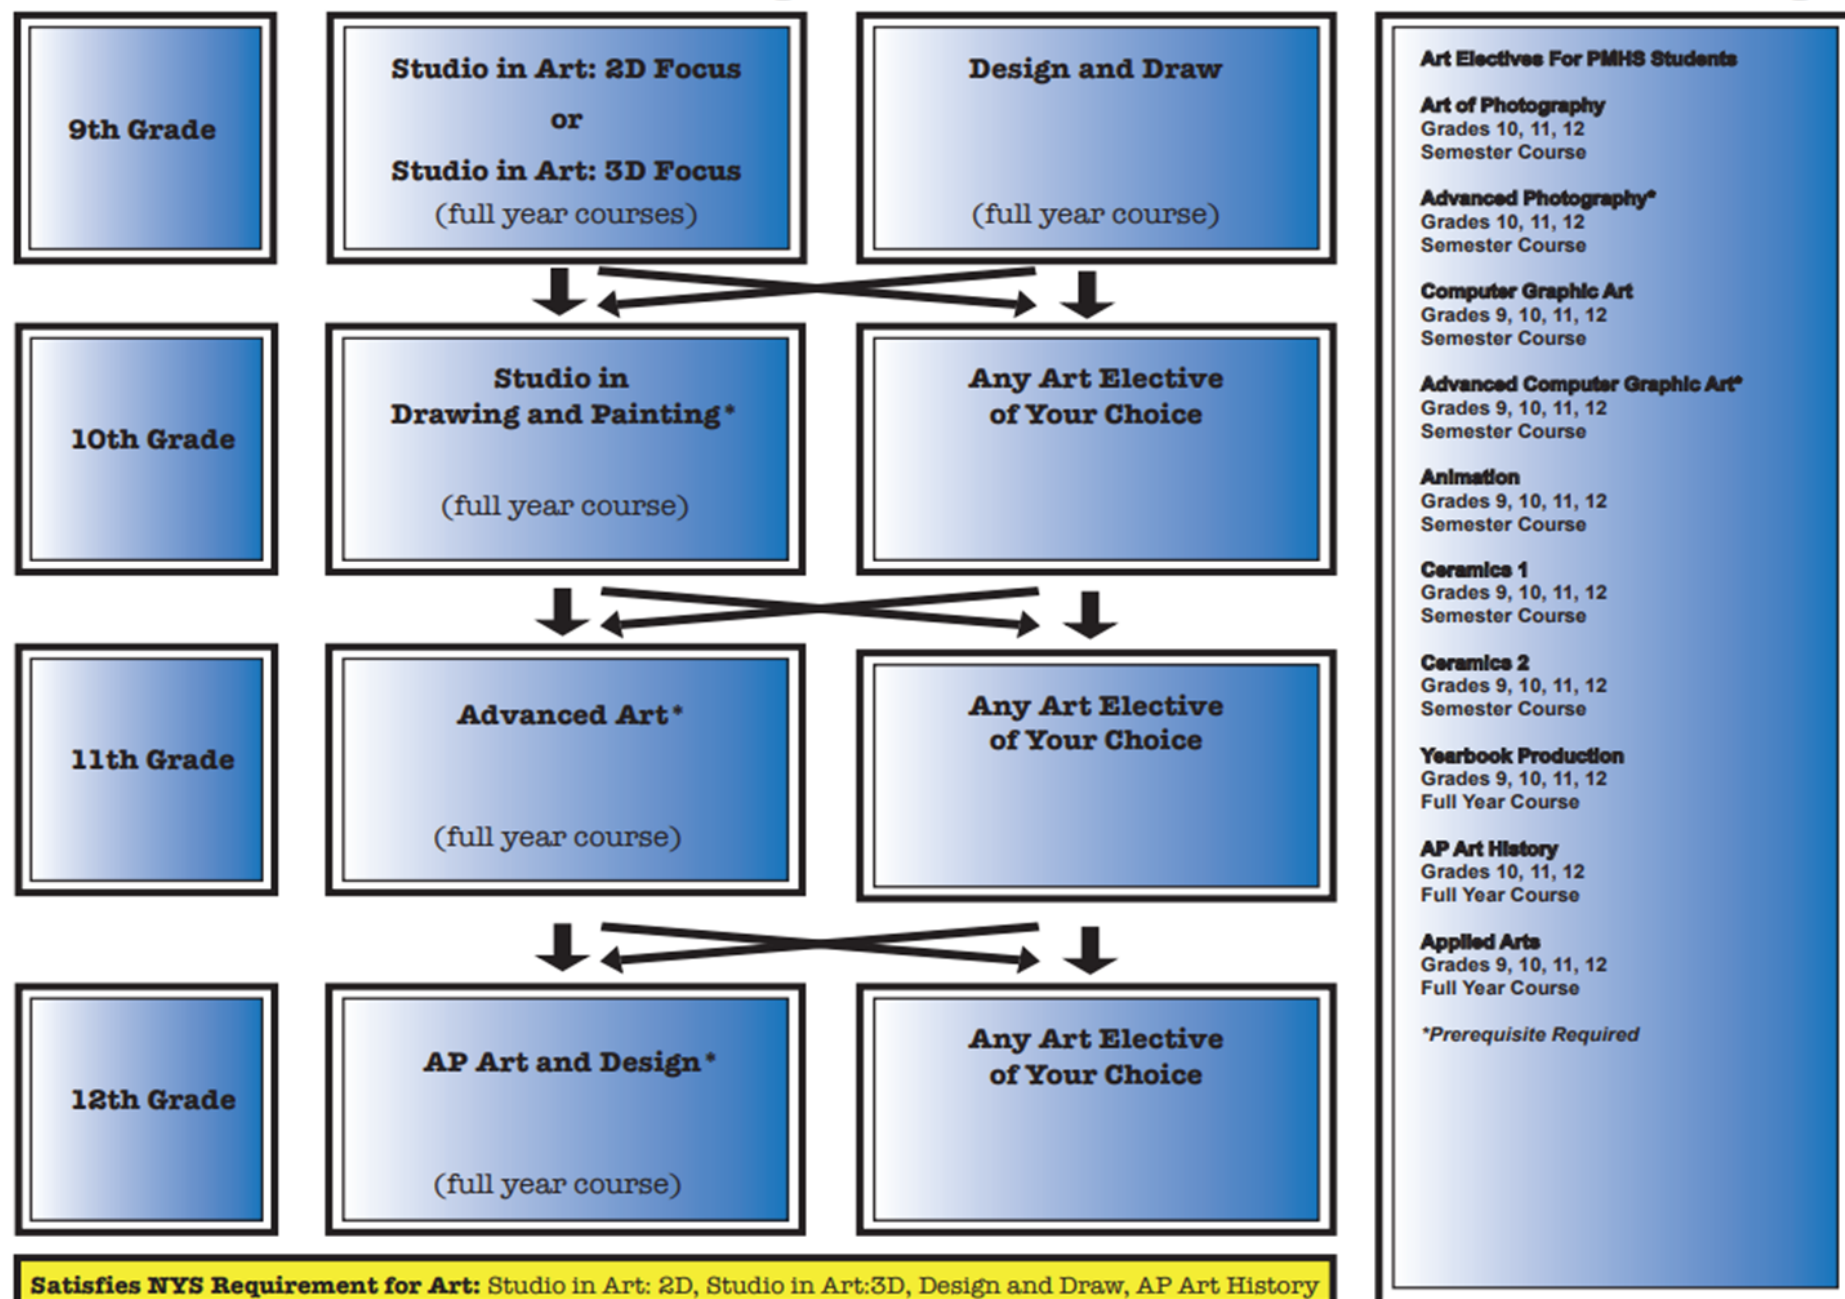 9th Grade
Studio in Art: 2D Focus
or
Studio in Art: 3D Focus
(full year courses)
Design and Draw
(full year course)
10th Grade
Studio in
Drawing and Painting*
(full year course)
Any Art Elective
of Your Choice
11th Grade
Advanced Art*
(full year course)
Any Art Elective
of Your Choice
12th Grade
AP Art and Design*
(full year course)
Any Art Elective
of Your Choice
Satisfies NYS Requirement for Art: Studio in Art: 2D, Studio in Art:3D, Design and Draw, AP Art History
Art Electives For PMHS Students
Art of Photography
Grades 10, 11, 12
Semester Course
Advanced Photography*
Grades 10, 11, 12
Semester Course
Computer Graphic Art
Grades 9, 10, 11, 12
Semester Course
Advanced Computer Graphic Art*
Grades 9, 10, 11, 12
Semester Course
Animation
Grades 9, 10, 11, 12
Semester Course
Ceramics 1
Grades 9, 10, 11, 12
Semester Course
Ceramics 2
Grades 9, 10, 11, 12
Semester Course
Yearbook Production
Grades 9, 10, 11, 12
Full Year Course
AP Art History
Grades 10, 11, 12
Full Year Course
Applied Arts
Grades 9, 10, 11, 12
Full Year Course
*Prerequisite Required